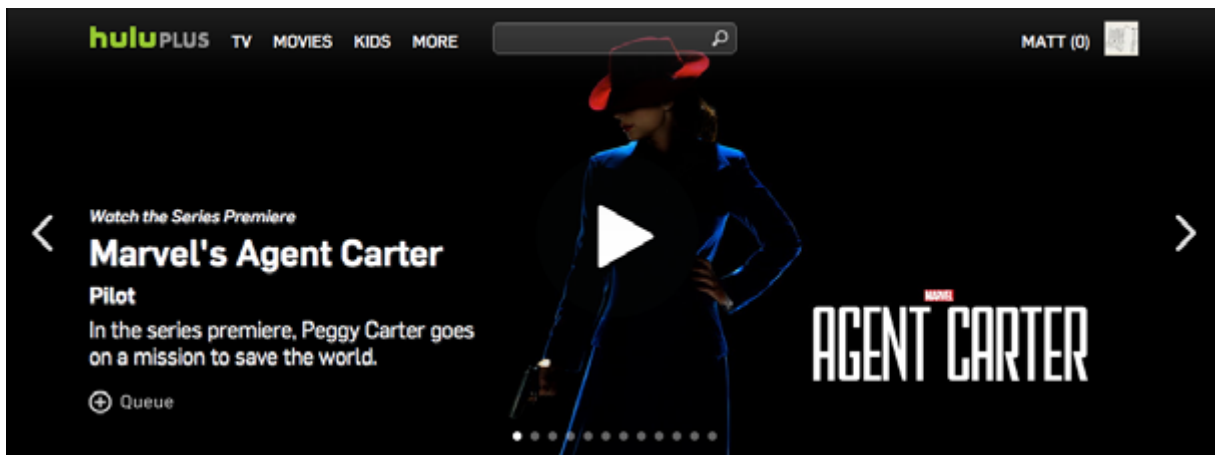 huluPLUS TV MOVIES KIDS MORE MATT (0)
Watch the Series Premiere
Marvel's Agent Carter
Pilot
In the series premiere, Peggy Carter goes
on a mission to save the world.
Queue
MARVEL
AGENT CARTER